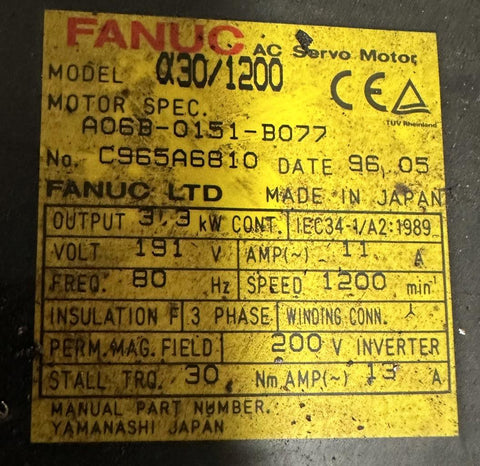 FANUC AC Servo Motor
MODEL α30/1200
CE
TUV Rheinland
MOTOR SPEC.
A06B-0151-B077
No. C965A6810 DATE 96.05
FANUC LTD MADE IN JAPAN
OUTPUT 3.3 kW CONT. IEC34-1/A2:1989
VOLT 191 V AMP(~) 11 A
FREQ. 80 Hz SPEED 1200 min⁻¹
INSULATION F 3 PHASE WINDING CONN. Y
PERM. MAG. FIELD 200 V INVERTER
STALL TRQ. 30 Nm AMP(~) 13 A
MANUAL PART NUMBER.
YAMANASHI JAPAN